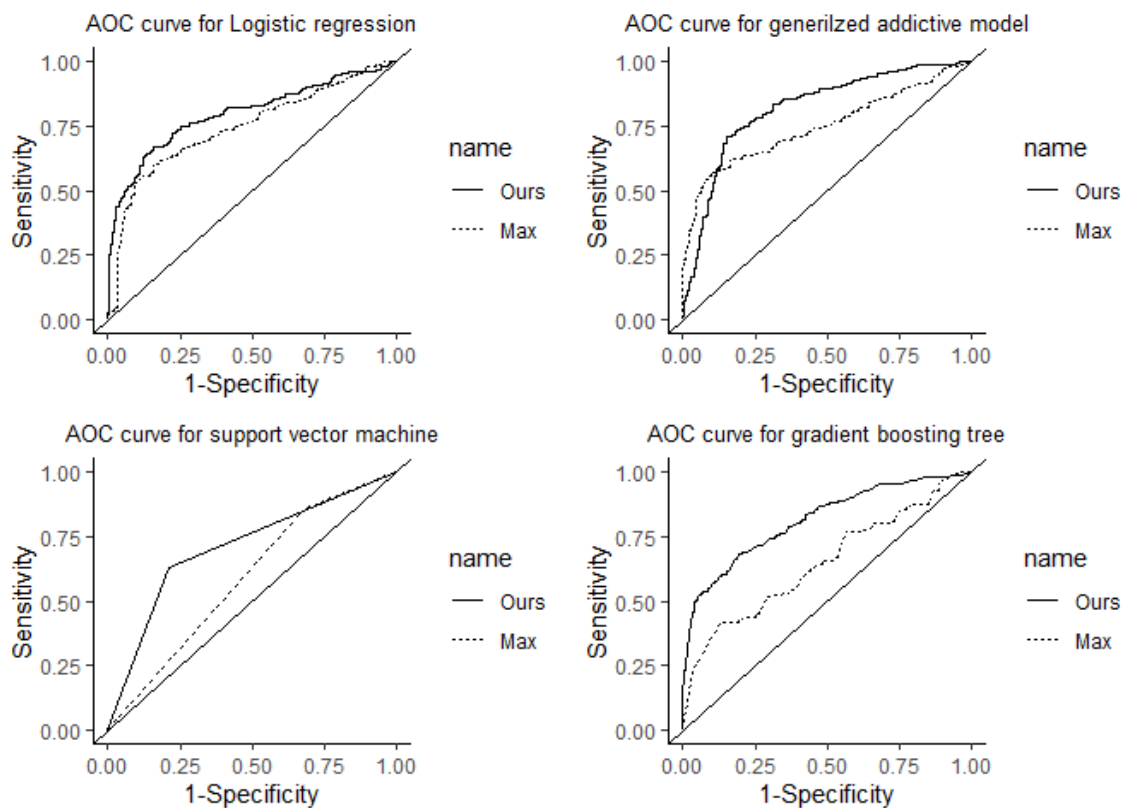 AOC curve for Logistic regression
1.00
0.75
0.50
0.25
0.00
Sensitivity
0.00 0.25 0.50 0.75 1.00
1-Specificity
name
Ours
Max
AOC curve for generilzed addictive model
1.00
0.75
0.50
0.25
0.00
Sensitivity
0.00 0.25 0.50 0.75 1.00
1-Specificity
name
Ours
Max
AOC curve for support vector machine
1.00
0.75
0.50
0.25
0.00
Sensitivity
0.00 0.25 0.50 0.75 1.00
1-Specificity
name
Ours
Max
AOC curve for gradient boosting tree
1.00
0.75
0.50
0.25
0.00
Sensitivity
0.00 0.25 0.50 0.75 1.00
1-Specificity
name
Ours
Max